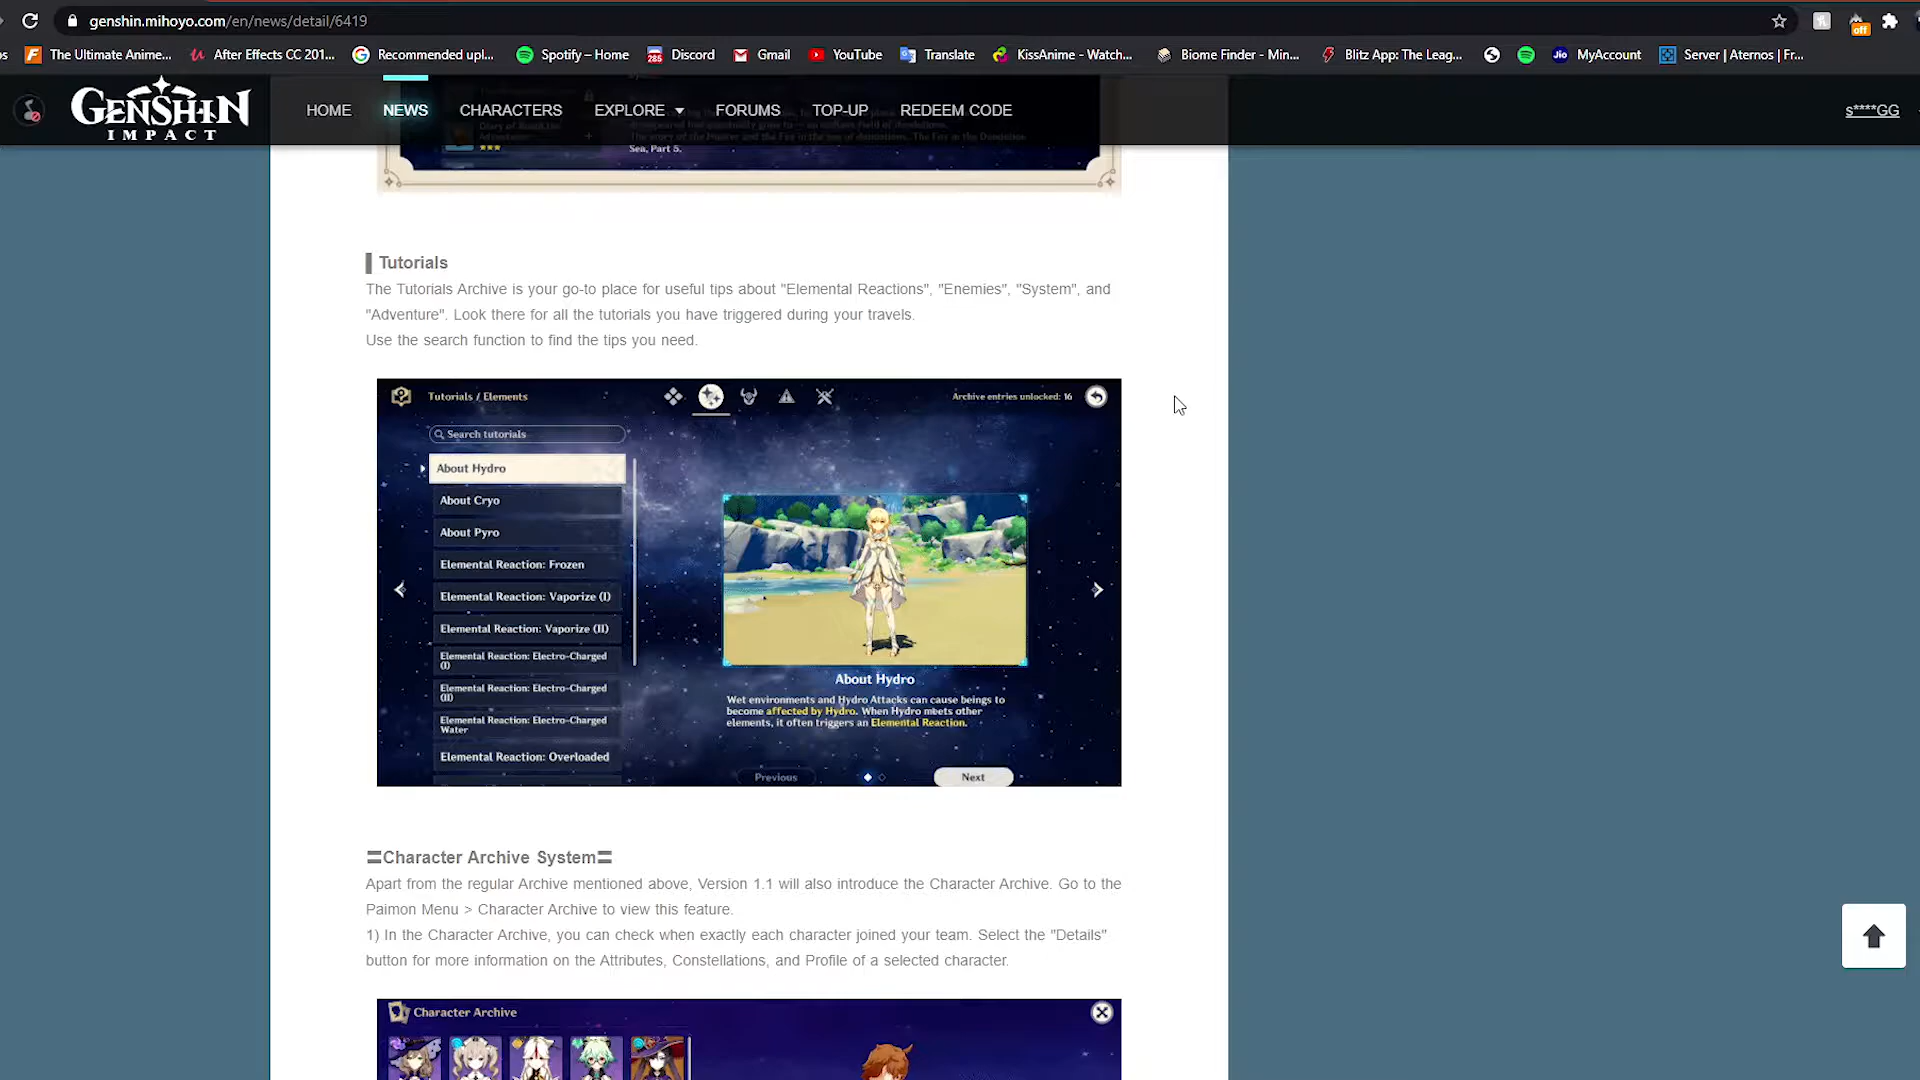 genshin.mihoyo.com/en/news/detail/6419
The Ultimate Anime...
After Effects CC 201...
Recommended upl...
Spotify – Home
285
Discord
Gmail
YouTube
Translate
KissAnime - Watch...
Biome Finder - Min...
Blitz App: The Leag...
Jio
MyAccount
Server | Aternos | Fr...
off
GENSHIN
IMPACT
HOME
NEWS
CHARACTERS
EXPLORE
FORUMS
TOP-UP
REDEEM CODE
s****GG
Sea, Part 5.
Tutorials
The Tutorials Archive is your go-to place for useful tips about "Elemental Reactions", "Enemies", "System", and
"Adventure". Look there for all the tutorials you have triggered during your travels.
Use the search function to find the tips you need.
Tutorials / Elements
Archive entries unlocked: 16
Search tutorials
About Hydro
About Cryo
About Pyro
Elemental Reaction: Frozen
Elemental Reaction: Vaporize (I)
Elemental Reaction: Vaporize (II)
Elemental Reaction: Electro-Charged
(I)
Elemental Reaction: Electro-Charged
(II)
Elemental Reaction: Electro-Charged
Water
Elemental Reaction: Overloaded
About Hydro
Wet environments and Hydro Attacks can cause beings to
become affected by Hydro. When Hydro meets other
elements, it often triggers an Elemental Reaction.
Previous
Next
〓Character Archive System〓
Apart from the regular Archive mentioned above, Version 1.1 will also introduce the Character Archive. Go to the
Paimon Menu > Character Archive to view this feature.
1) In the Character Archive, you can check when exactly each character joined your team. Select the "Details"
button for more information on the Attributes, Constellations, and Profile of a selected character.
Character Archive